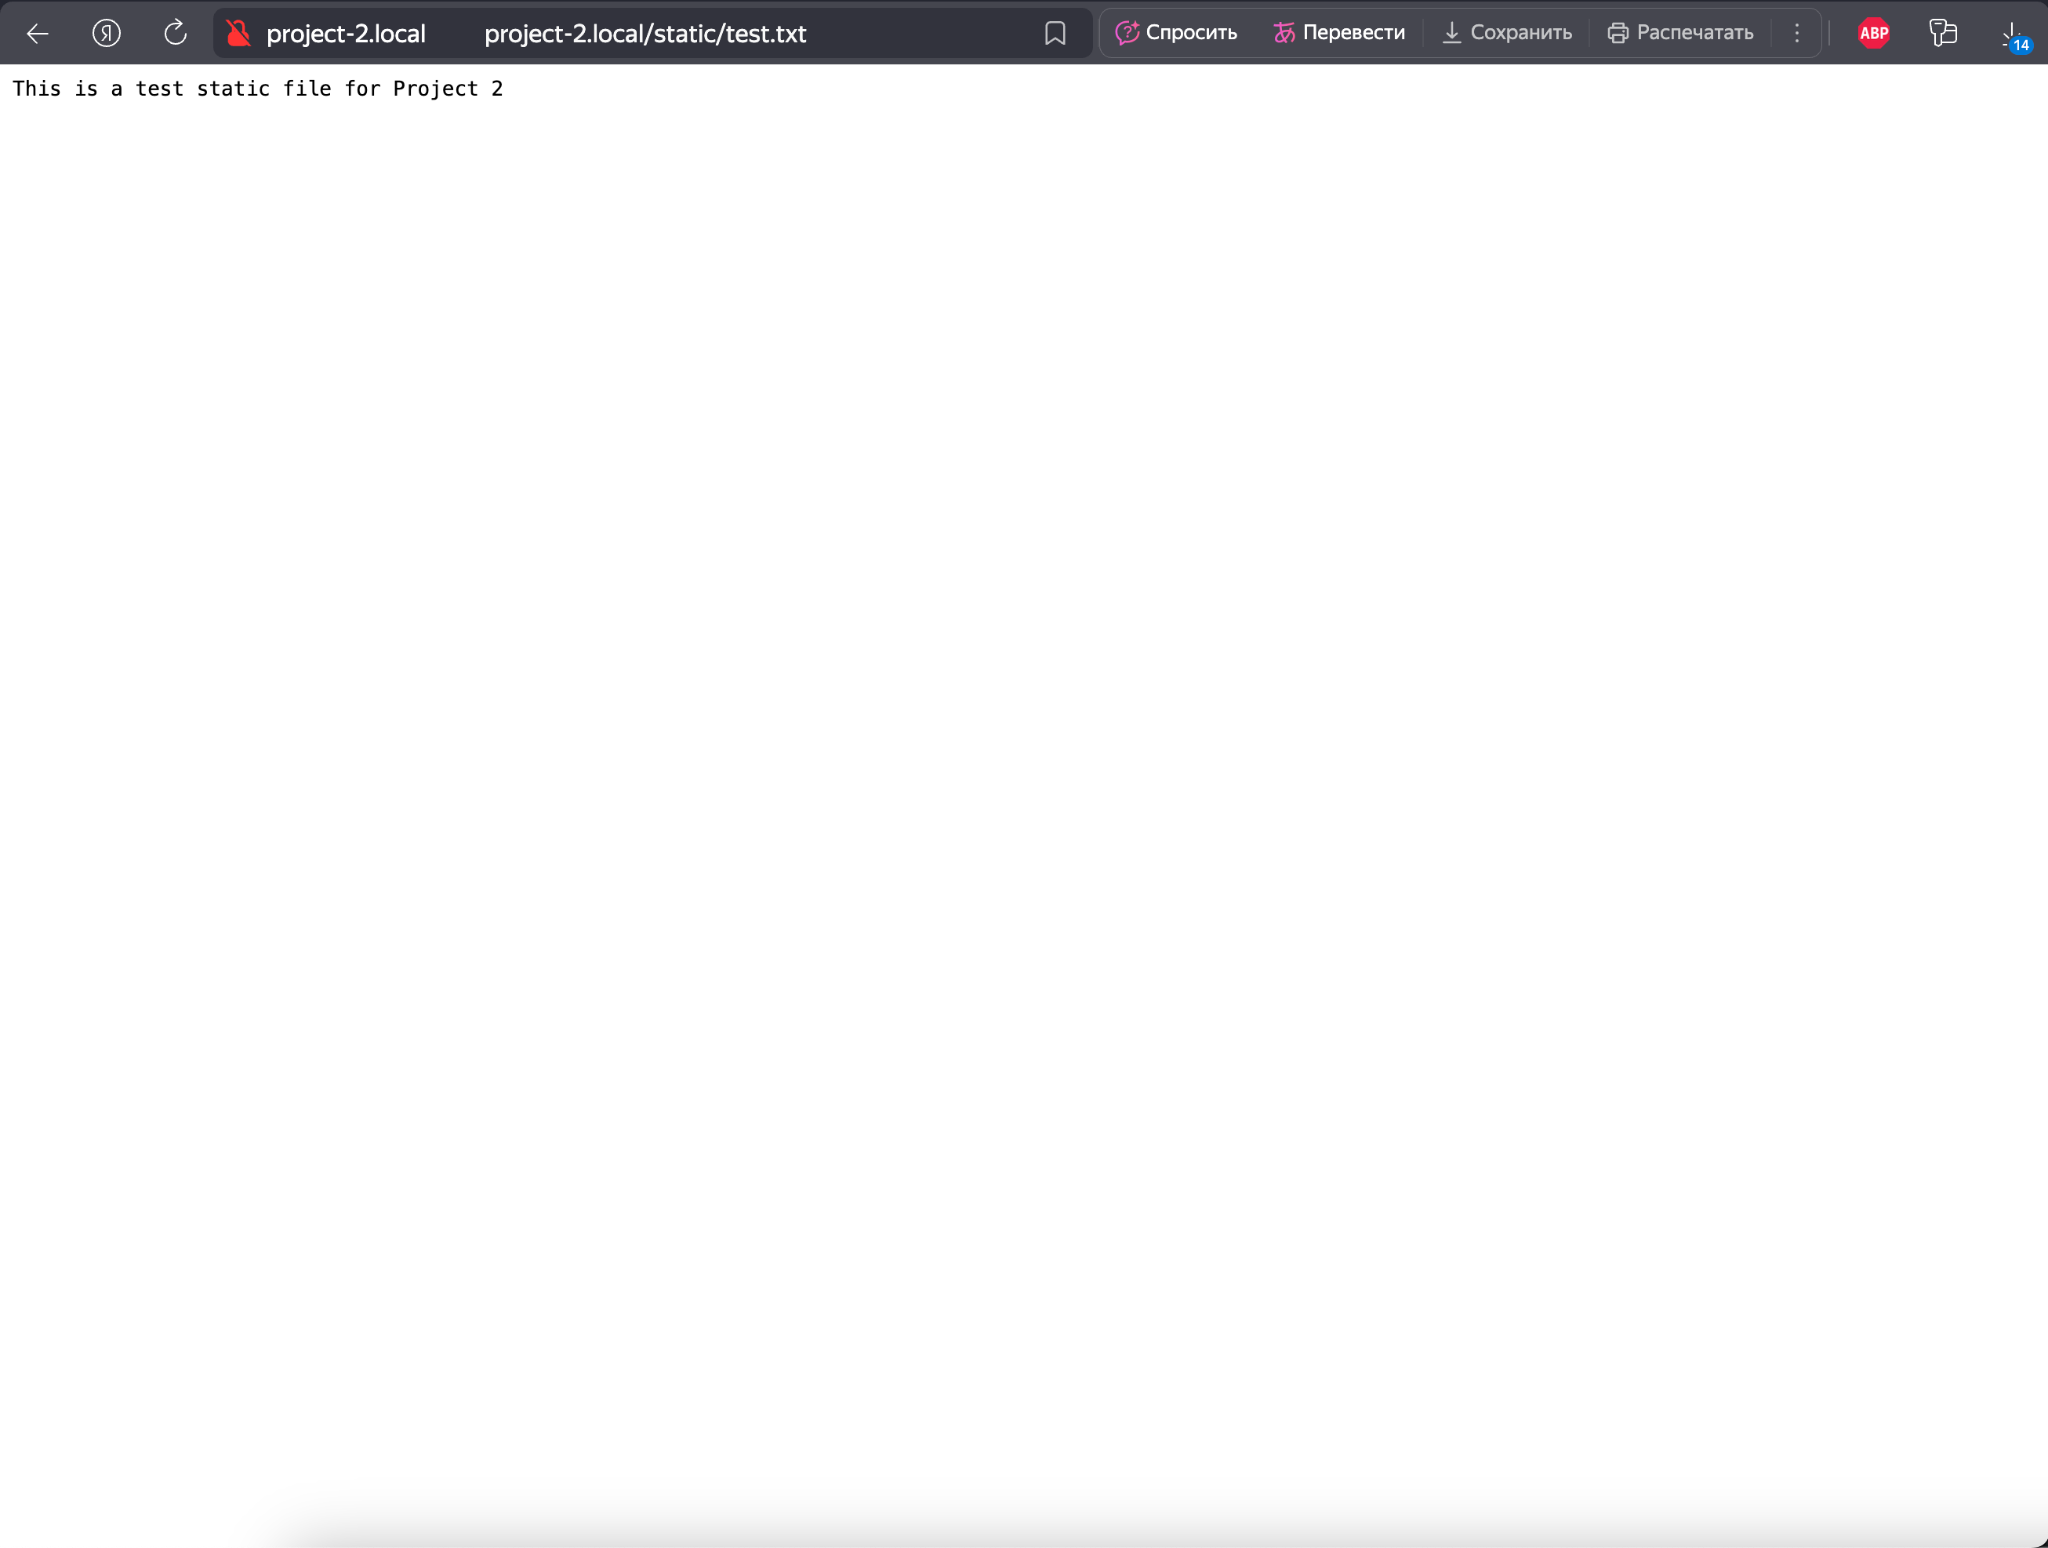 Я project-2.local project-2.local/static/test.txt Спросить Перевести Сохранить Распечатать ABP 14
This is a test static file for Project 2